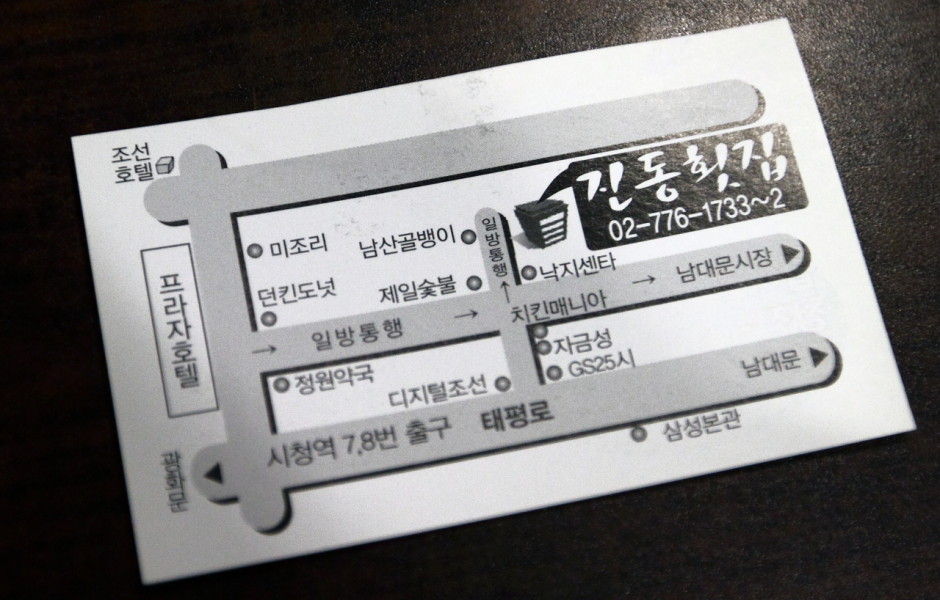 조선
호텔
진동횟집
02-776-1733~2
미조리
남산골뱅이
일방통행
낙지센타
남대문시장
프라자호텔
던킨도넛
제일숯불
치킨매니아
일방통행
자금성
GS25시
정원약국
디지털조선
남대문
시청역 7,8번 출구
태평로
삼성본관
광화문